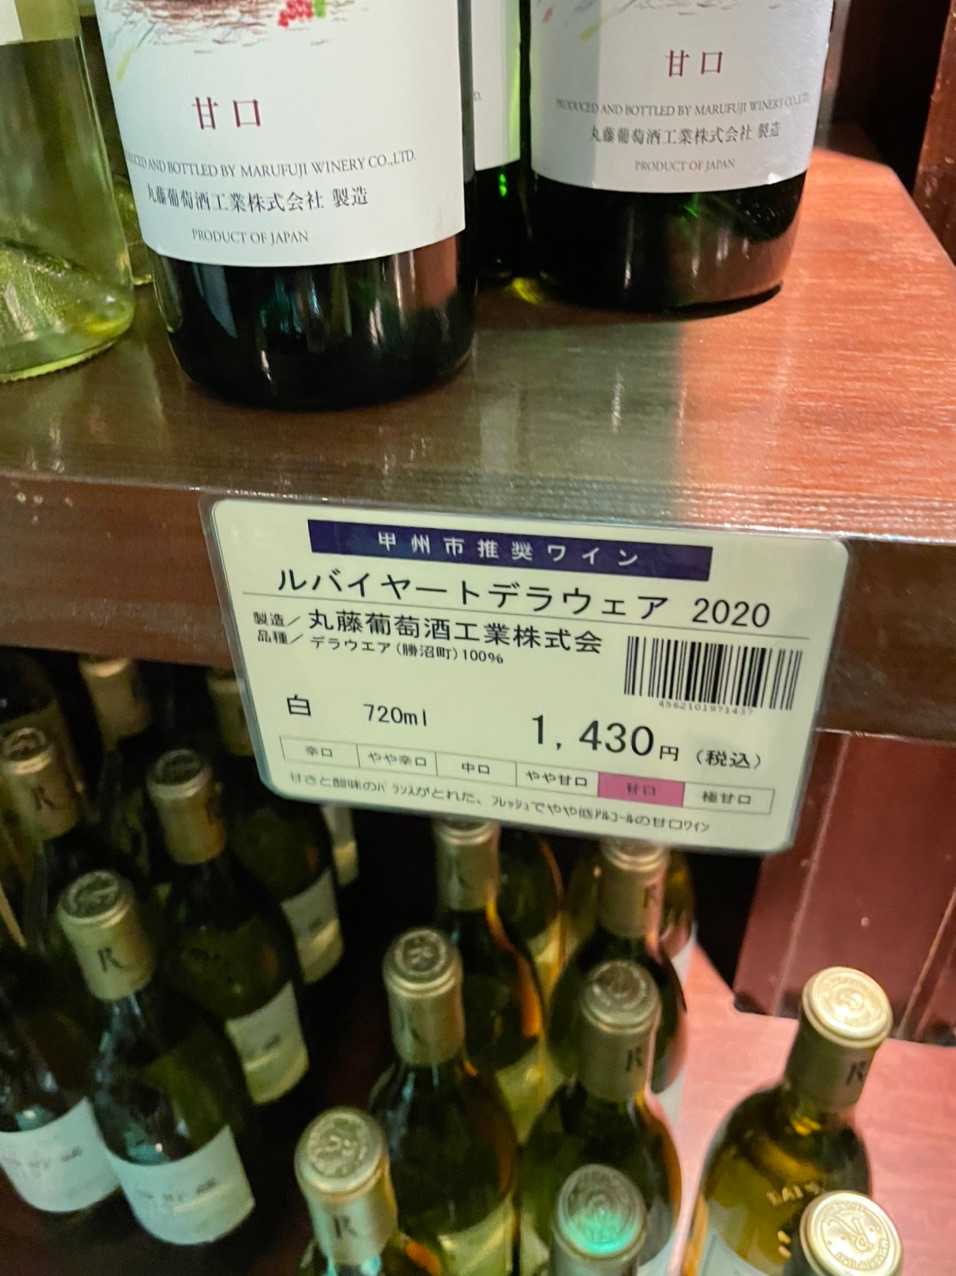 甘口
PRODUCED AND BOTTLED BY MARUFUJI WINERY CO.,LTD.
丸藤葡萄酒工業株式会社 製造
PRODUCT OF JAPAN
甘口
AND BOTTLED BY MARUFUJI WINERY CO.,LTD.
丸藤葡萄酒工業株式会社 製造
PRODUCT OF JAPAN
甲州市推奨ワイン
ルバイヤートデラウェア 2020
製造/丸藤葡萄酒工業株式会
品種/デラウエア(勝沼町)100%
4562101971437
白 720ml 1,430円(税込)
辛口 やや辛口 中口 やや甘口 甘口 極甘口
甘さと酸味のバランスがとれた、フレッシュでやや低アルコールの甘口ワイン
R
R
R
R
R
R
R
R